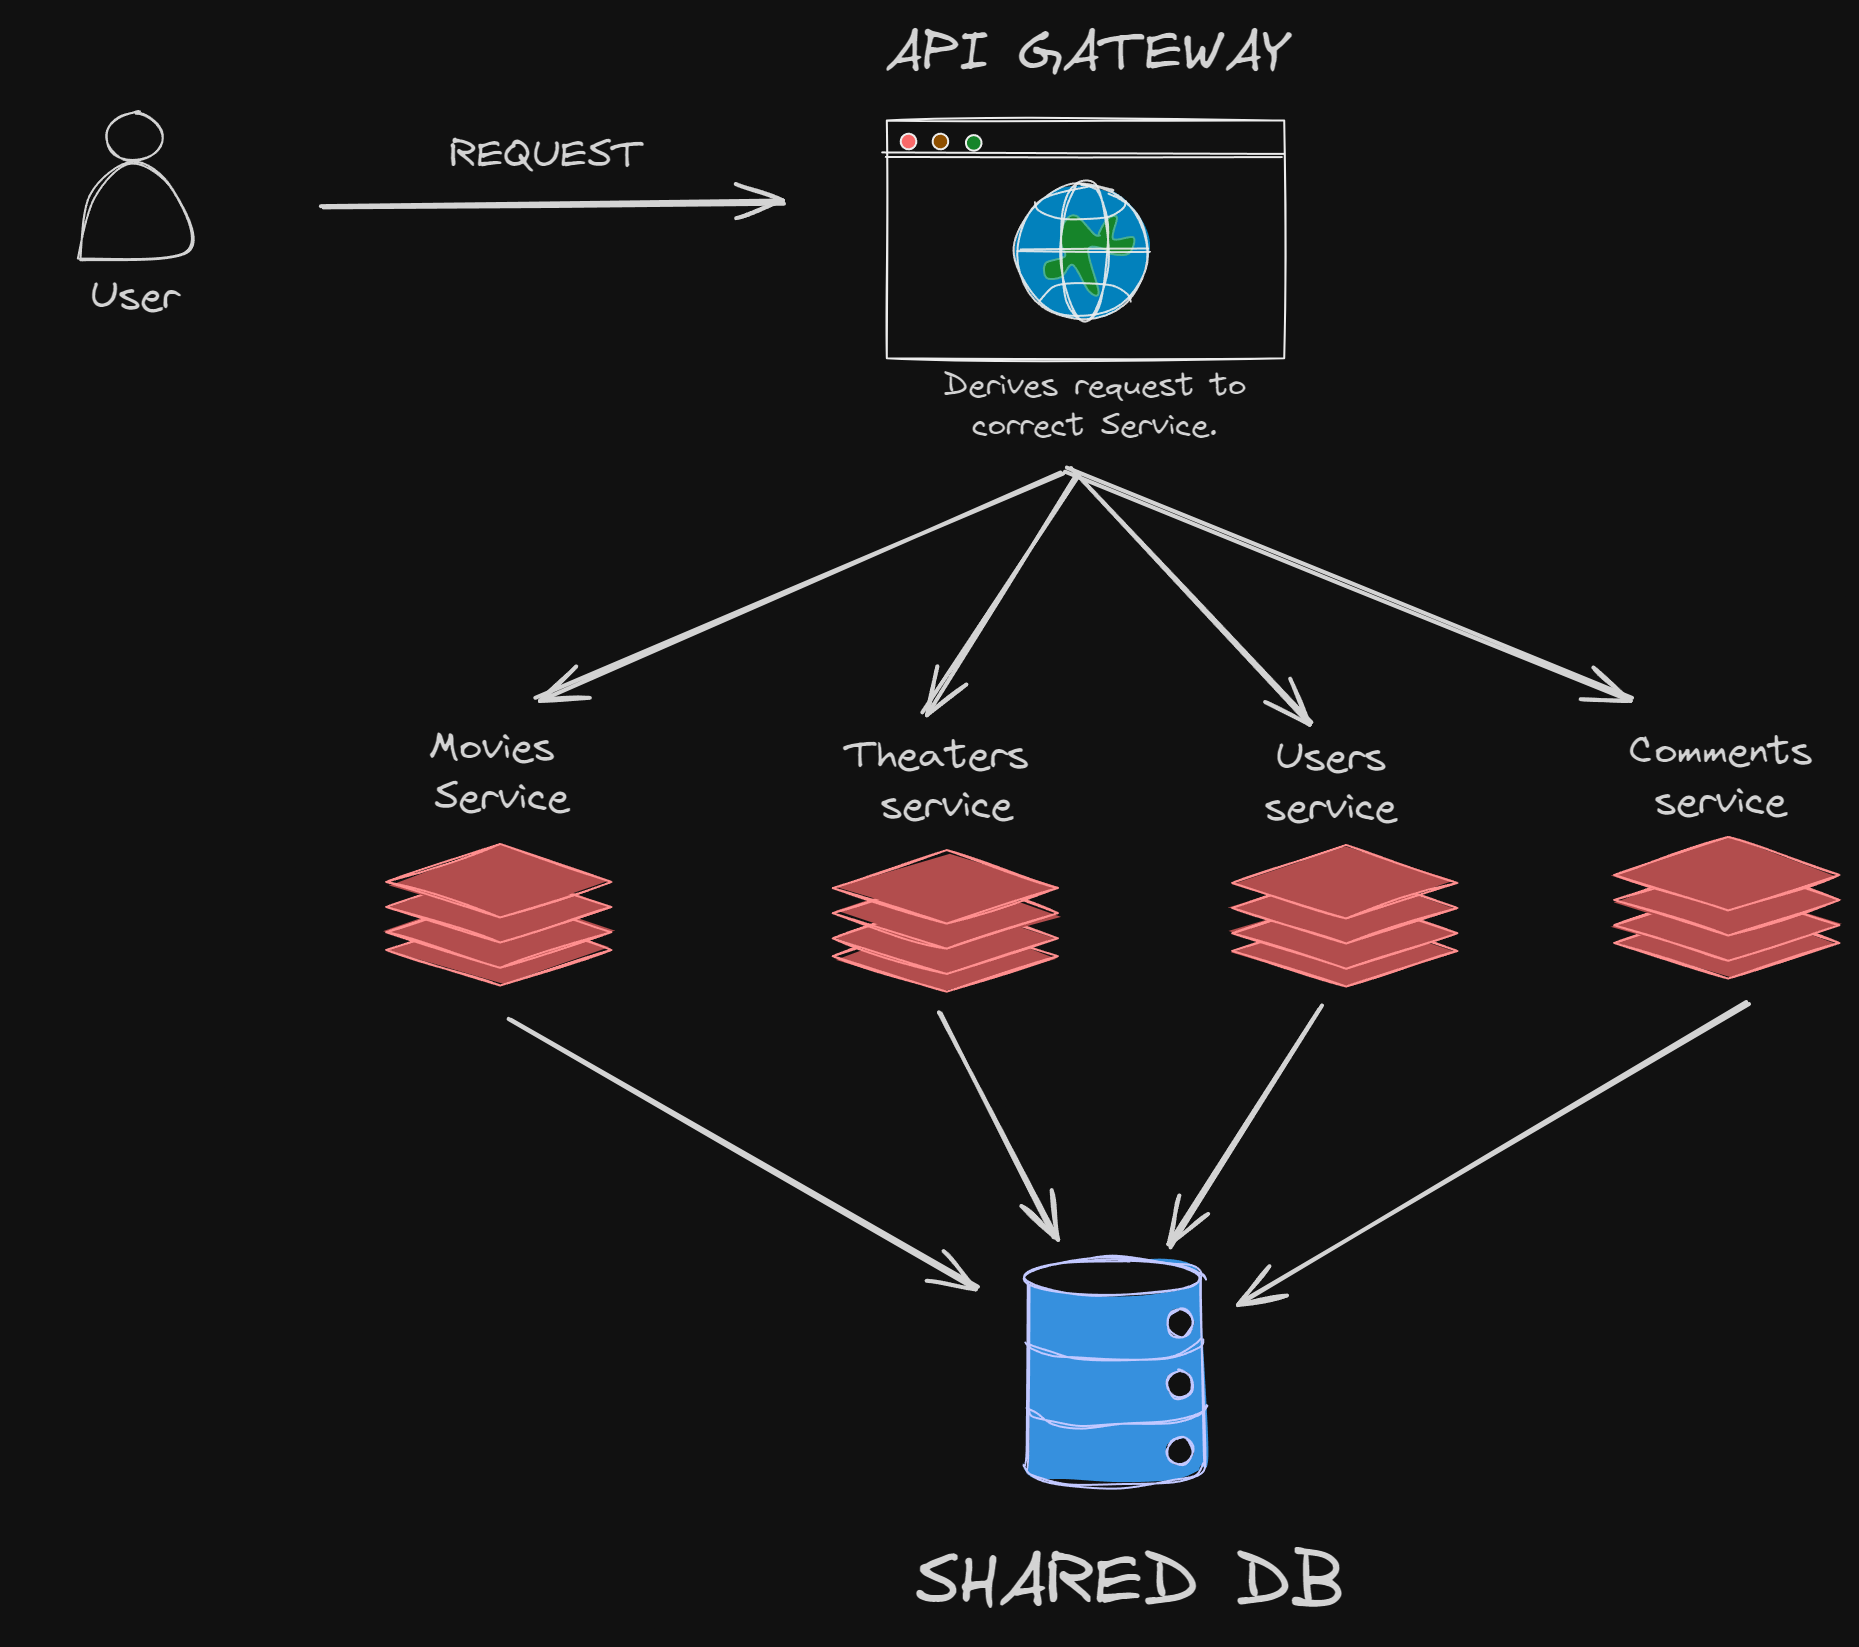 API GATEWAY
REQUEST
User
Derives request to
correct Service.
Movies
Service
Theaters
service
Users
service
Comments
service
SHARED DB